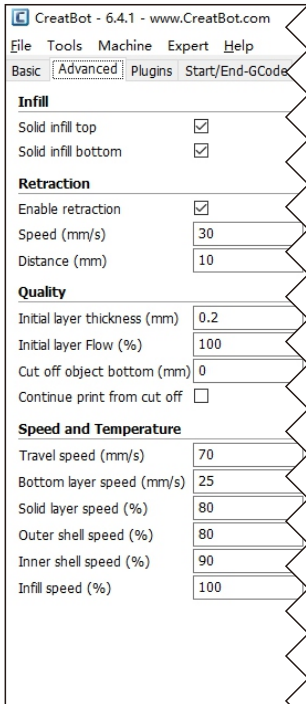 C CreatBot - 6.4.1 - www.CreatBot.com
File Tools Machine Expert Help
Basic Advanced Plugins Start/End-GCode
Infill
Solid infill top
Solid infill bottom
Retraction
Enable retraction
Speed (mm/s) 30
Distance (mm) 10
Quality
Initial layer thickness (mm) 0.2
Initial layer Flow (%) 100
Cut off object bottom (mm) 0
Continue print from cut off
Speed and Temperature
Travel speed (mm/s) 70
Bottom layer speed (mm/s) 25
Solid layer speed (%) 80
Outer shell speed (%) 80
Inner shell speed (%) 90
Infill speed (%) 100